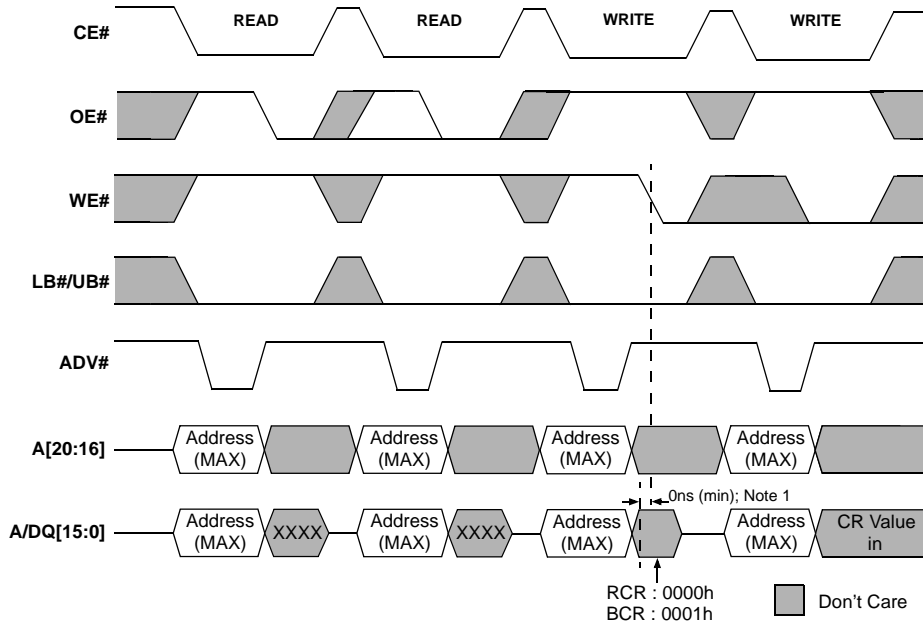 CE# READ READ WRITE WRITE
OE#
WE#
LB#/UB#
ADV#
A[20:16] Address (MAX) Address (MAX) Address (MAX) Address (MAX)
0ns (min); Note 1
A/DQ[15:0] Address (MAX) XXXX Address (MAX) XXXX Address (MAX) Address (MAX) CR Value in
RCR : 0000h
BCR : 0001h
Don't Care